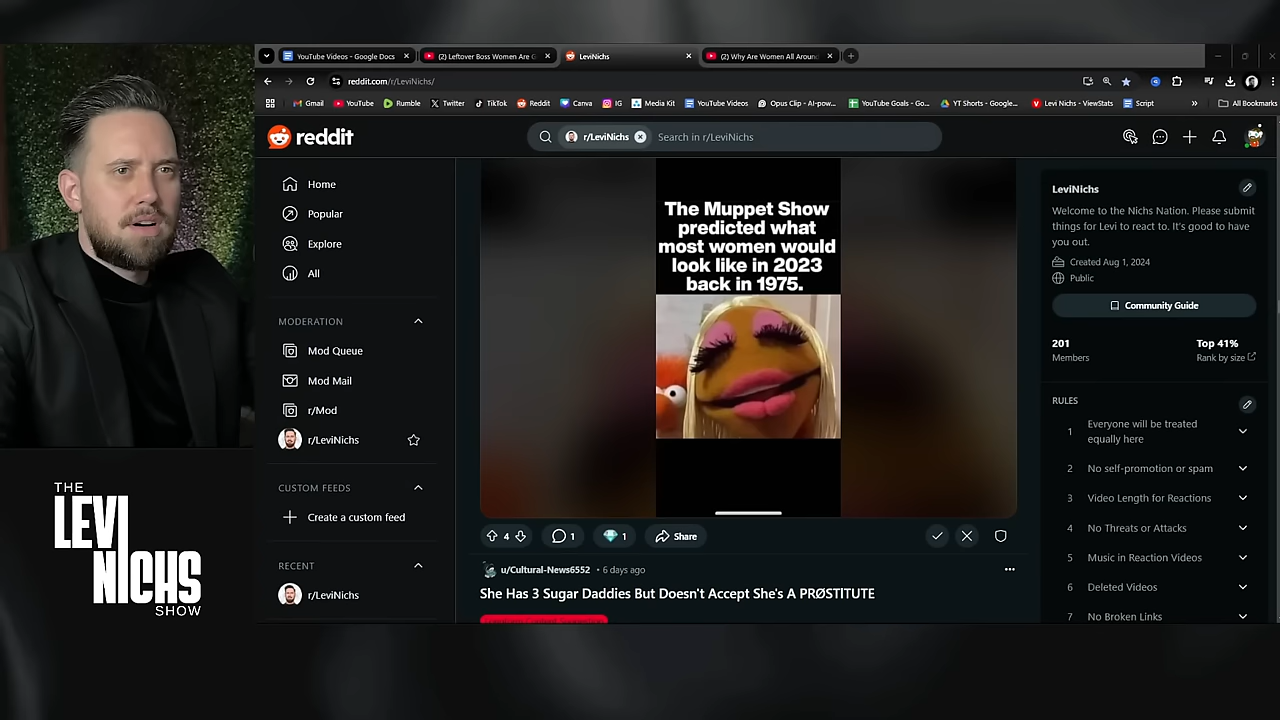 YouTube Videos - Google Docs
(2) Leftover Boss Women Are G
LeviNichs
(2) Why Are Women All Around
reddit.com/r/LeviNichs/
Gmail
YouTube
Rumble
Twitter
TikTok
Reddit
Canva
IG
Media Kit
YouTube Videos
Opus Clip - AI-pow...
YouTube Goals - Go...
YT Shorts - Google...
Levi Nichs - ViewStats
Script
»
All Bookmarks
reddit
r/LeviNichs
Search in r/LeviNichs
Home
Popular
Explore
All
MODERATION
Mod Queue
Mod Mail
r/Mod
r/LeviNichs
CUSTOM FEEDS
Create a custom feed
RECENT
r/LeviNichs
The Muppet Show
predicted what
most women would
look like in 2023
back in 1975.
4
1
1
Share
u/Cultural-News6552 • 6 days ago
She Has 3 Sugar Daddies But Doesn't Accept She's A PRØSTITUTE
LeviNichs
Welcome to the Nichs Nation. Please submit
things for Levi to react to. It's good to have
you out.
Created Aug 1, 2024
Public
Community Guide
201
Members
Top 41%
Rank by size
RULES
1 Everyone will be treated
equally here
2 No self-promotion or spam
3 Video Length for Reactions
4 No Threats or Attacks
5 Music in Reaction Videos
6 Deleted Videos
7 No Broken Links
THE
LEVI
NICHS
SHOW